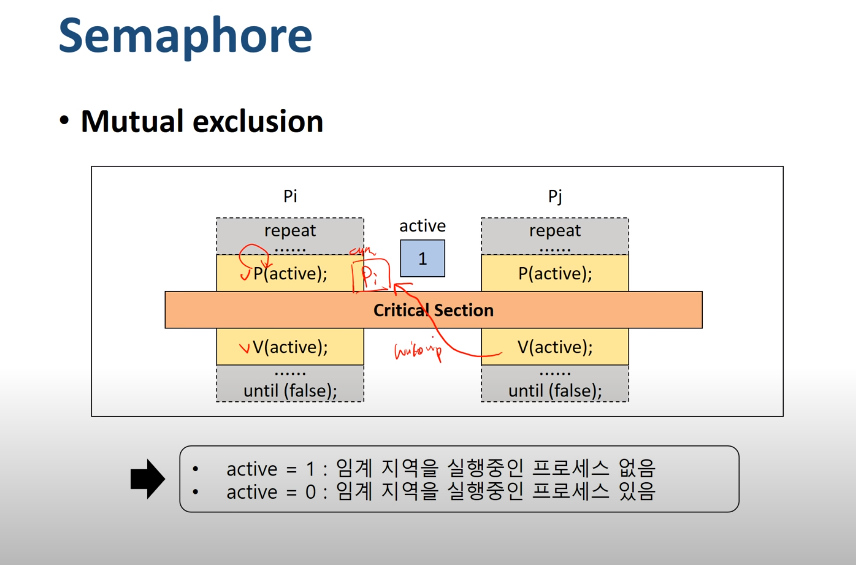 Semaphore
• Mutual exclusion
Pi
Pj
repeat
......
active
1
repeat
......
P(active);
Pi
P(active);
Critical Section
V(active);
V(active);
......
until (false);
......
until (false);
• active = 1 : 임계 지역을 실행중인 프로세스 없음
• active = 0 : 임계 지역을 실행중인 프로세스 있음